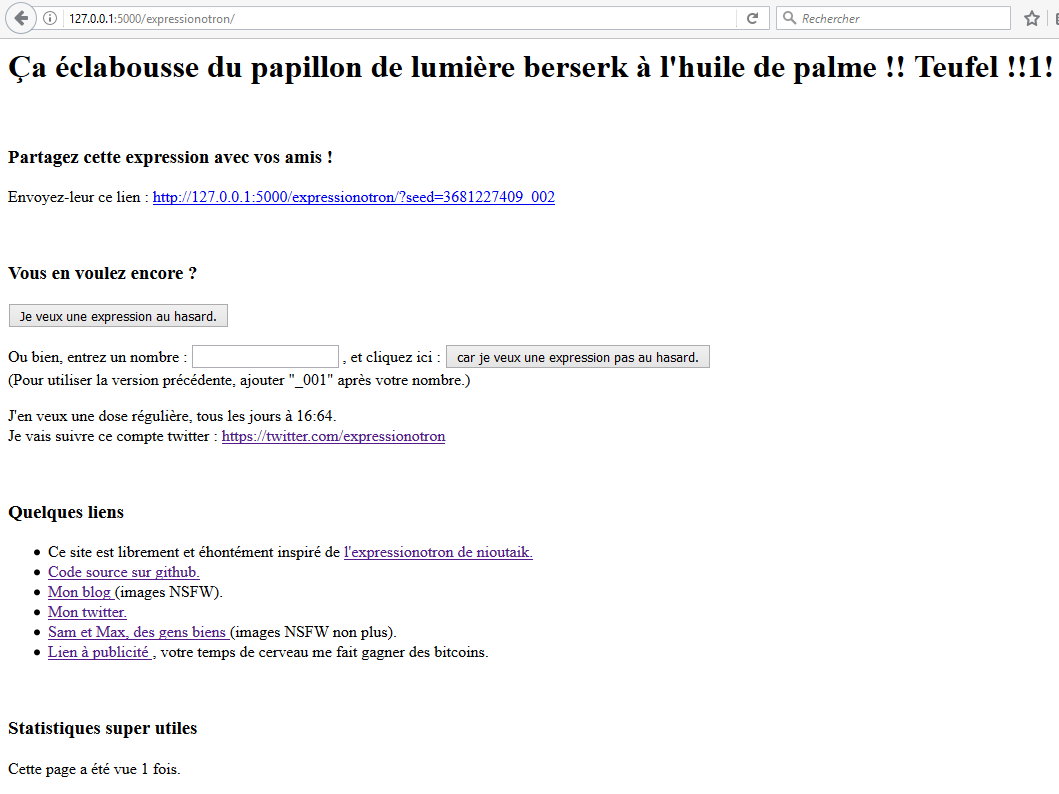 127.0.0.1:5000/expressionotron/
Rechercher
Ça éclabousse du papillon de lumière berserk à l'huile de palme !! Teufel !!1!
Partagez cette expression avec vos amis !
Envoyez-leur ce lien : http://127.0.0.1:5000/expressionotron/?seed=3681227409_002
Vous en voulez encore ?
Je veux une expression au hasard.
Ou bien, entrez un nombre : , et cliquez ici : car je veux une expression pas au hasard.
(Pour utiliser la version précédente, ajouter "_001" après votre nombre.)
J'en veux une dose régulière, tous les jours à 16:64.
Je vais suivre ce compte twitter : https://twitter.com/expressionotron
Quelques liens
Ce site est librement et éhontément inspiré de l'expressionotron de nioutaik.
Code source sur github.
Mon blog (images NSFW).
Mon twitter.
Sam et Max, des gens biens (images NSFW non plus).
Lien à publicité , votre temps de cerveau me fait gagner des bitcoins.
Statistiques super utiles
Cette page a été vue 1 fois.